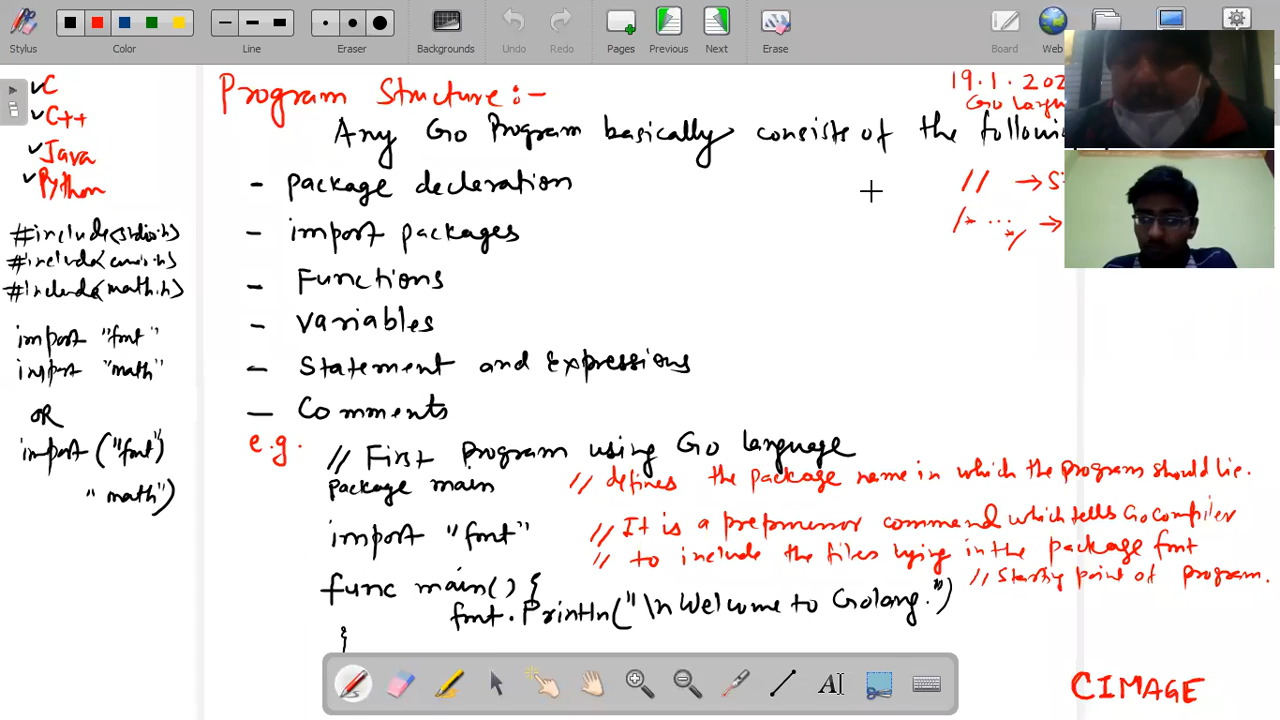 Stylus
Color
Line
Eraser
Backgrounds
Undo
Redo
Pages
Previous
Next
Erase
Board
Web
C
C++
Java
Python
#include<stdio.h>
#include<conio.h>
#include<math.h>
import "fmt"
import "math"
OR
import ("fmt"
"math")
Program Structure:-
19.1.202
Go Langu
Any Go Program basically consists of the followi
- package decleration
- import packages
- Functions
- variables
- Statement and Expressions
- Comments
// → S
/* ... */ →
e.g.
// First Program using Go language
package main // defines the package name in which the program should lie.
import "fmt" // It is a preprocessor command which tells Go compiler
// to include the files lying in the package fmt
func main() { // starting point of program.
fmt.Println("\n Welcome to Golang.")
}
CIMAGE